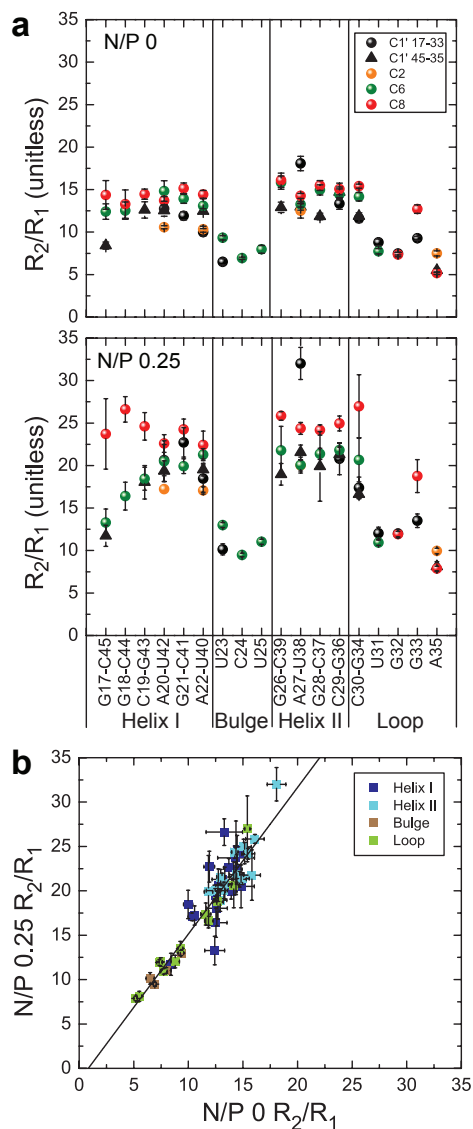 a
N/P 0
C1' 17-33
C1' 45-35
C2
C6
C8
R2/R1 (unitless)
35
30
25
20
15
10
5
0
N/P 0.25
R2/R1 (unitless)
35
30
25
20
15
10
5
0
G17-C45
G18-C44
C19-G43
A20-U42
G21-C41
A22-U40
U23
C24
U25
G26-C39
A27-U38
G28-C37
C29-G36
C30-G34
U31
G32
G33
A35
Helix I
Bulge
Helix II
Loop
b
Helix I
Helix II
Bulge
Loop
N/P 0.25 R2/R1
35
30
25
20
15
10
5
0
0 5 10 15 20 25 30 35
N/P 0 R2/R1